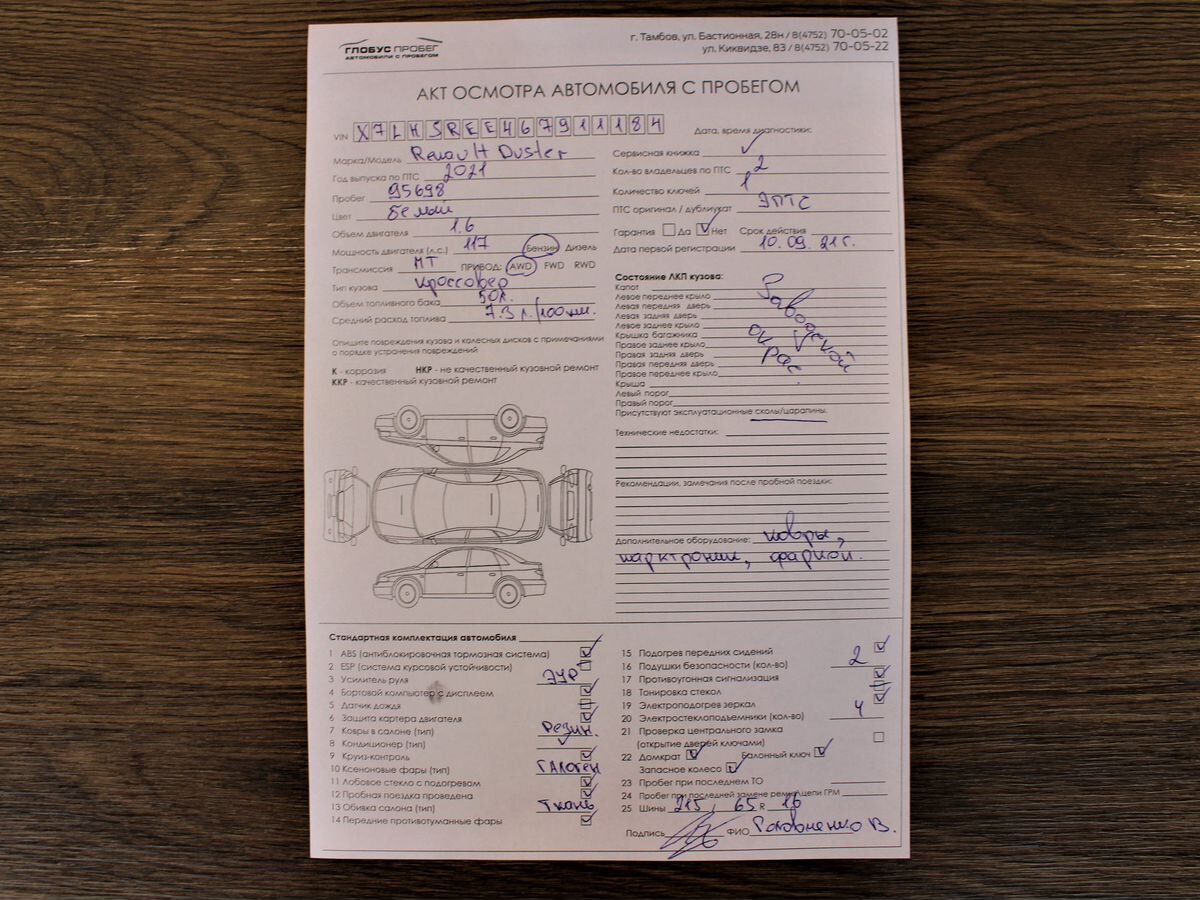 ГЛОБУС ПРОБЕГ
АВТОМОБИЛИ С ПРОБЕГОМ
г. Тамбов, ул. Бастионная, 28н / 8(4752) 70-05-02
ул. Киквидзе, 83 / 8(4752) 70-05-22
АКТ ОСМОТРА АВТОМОБИЛЯ С ПРОБЕГОМ
VIN X7LHSREE467911184
Марка/Модель Renault Duster
Год выпуска по ПТС 2021
Пробег 95698
Цвет белый
Объем двигателя 1.6
Мощность двигателя (л.с.) 117 Бензин Дизель
Трансмиссия МТ ПРИВОД: AWD FWD RWD
Тип кузова кроссовер
Объем топливного бака 50л.
Средний расход топлива 7.3 л./100км.
Опишите повреждения кузова и колесных дисков с примечаниями
о порядке устранения повреждений
К - коррозия НКР - не качественный кузовной ремонт
ККР - качественный кузовной ремонт
Дата, время диагностики:
Сервисная книжка
Кол-во владельцев по ПТС 2
Количество ключей 1
ПТС оригинал / дубликат ЭПТС
Гарантия Да Нет Срок действия
Дата первой регистрации 10.09.21г.
Состояние ЛКП кузова:
Капот
Левое переднее крыло
Левая передняя дверь
Левая задняя дверь
Левое заднее крыло
Крышка багажника
Правое заднее крыло
Правая задняя дверь
Правая передняя дверь
Правое переднее крыло
Крыша
Левый порог
Правый порог
Заводской
окрас
Присутствуют эксплуатационные сколы/царапины.
Технические недостатки:
Рекомендации, замечания после пробной поездки:
Дополнительное оборудование: ковры,
парктроник, фаркоп.
Стандартная комплектация автомобиля
1 ABS (антиблокировочная тормозная система)
2 ESP (система курсовой устойчивости)
3 Усилитель руля ЭУР
4 Бортовой компьютер с дисплеем
5 Датчик дождя
6 Защита картера двигателя
7 Ковры в салоне (тип) Резин.
8 Кондиционер (тип)
9 Круиз-контроль
10 Ксеноновые фары (тип) ГАЛОГЕН
11 Лобовое стекло с подогревом
12 Пробная поездка проведена
13 Обивка салона (тип) Ткань
14 Передние противотуманные фары
15 Подогрев передних сидений
16 Подушки безопасности (кол-во) 2
17 Противоугонная сигнализация
18 Тонировка стекол
19 Электроподогрев зеркал
20 Электростеклоподъемники (кол-во) 4
21 Проверка центрального замка
(открытие дверей ключами)
22 Домкрат Балонный ключ
Запасное колесо
23 Пробег при последнем ТО
24 Пробег при последней замене ремня/цепи ГРМ
25 Шины 215 / 65 R 16
Подпись ФИО Головненко В.